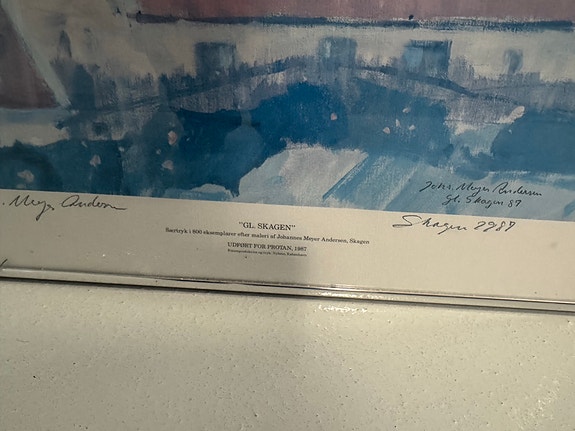 Johs. Meyer Andersen
Gl. Skagen 87
Meyer Andersen
Skagen 1987
"GL. SKAGEN"
Særtryk i 800 eksemplarer efter maleri af Johannes Meyer Andersen, Skagen
UDFØRT FOR PROTAN, 1987